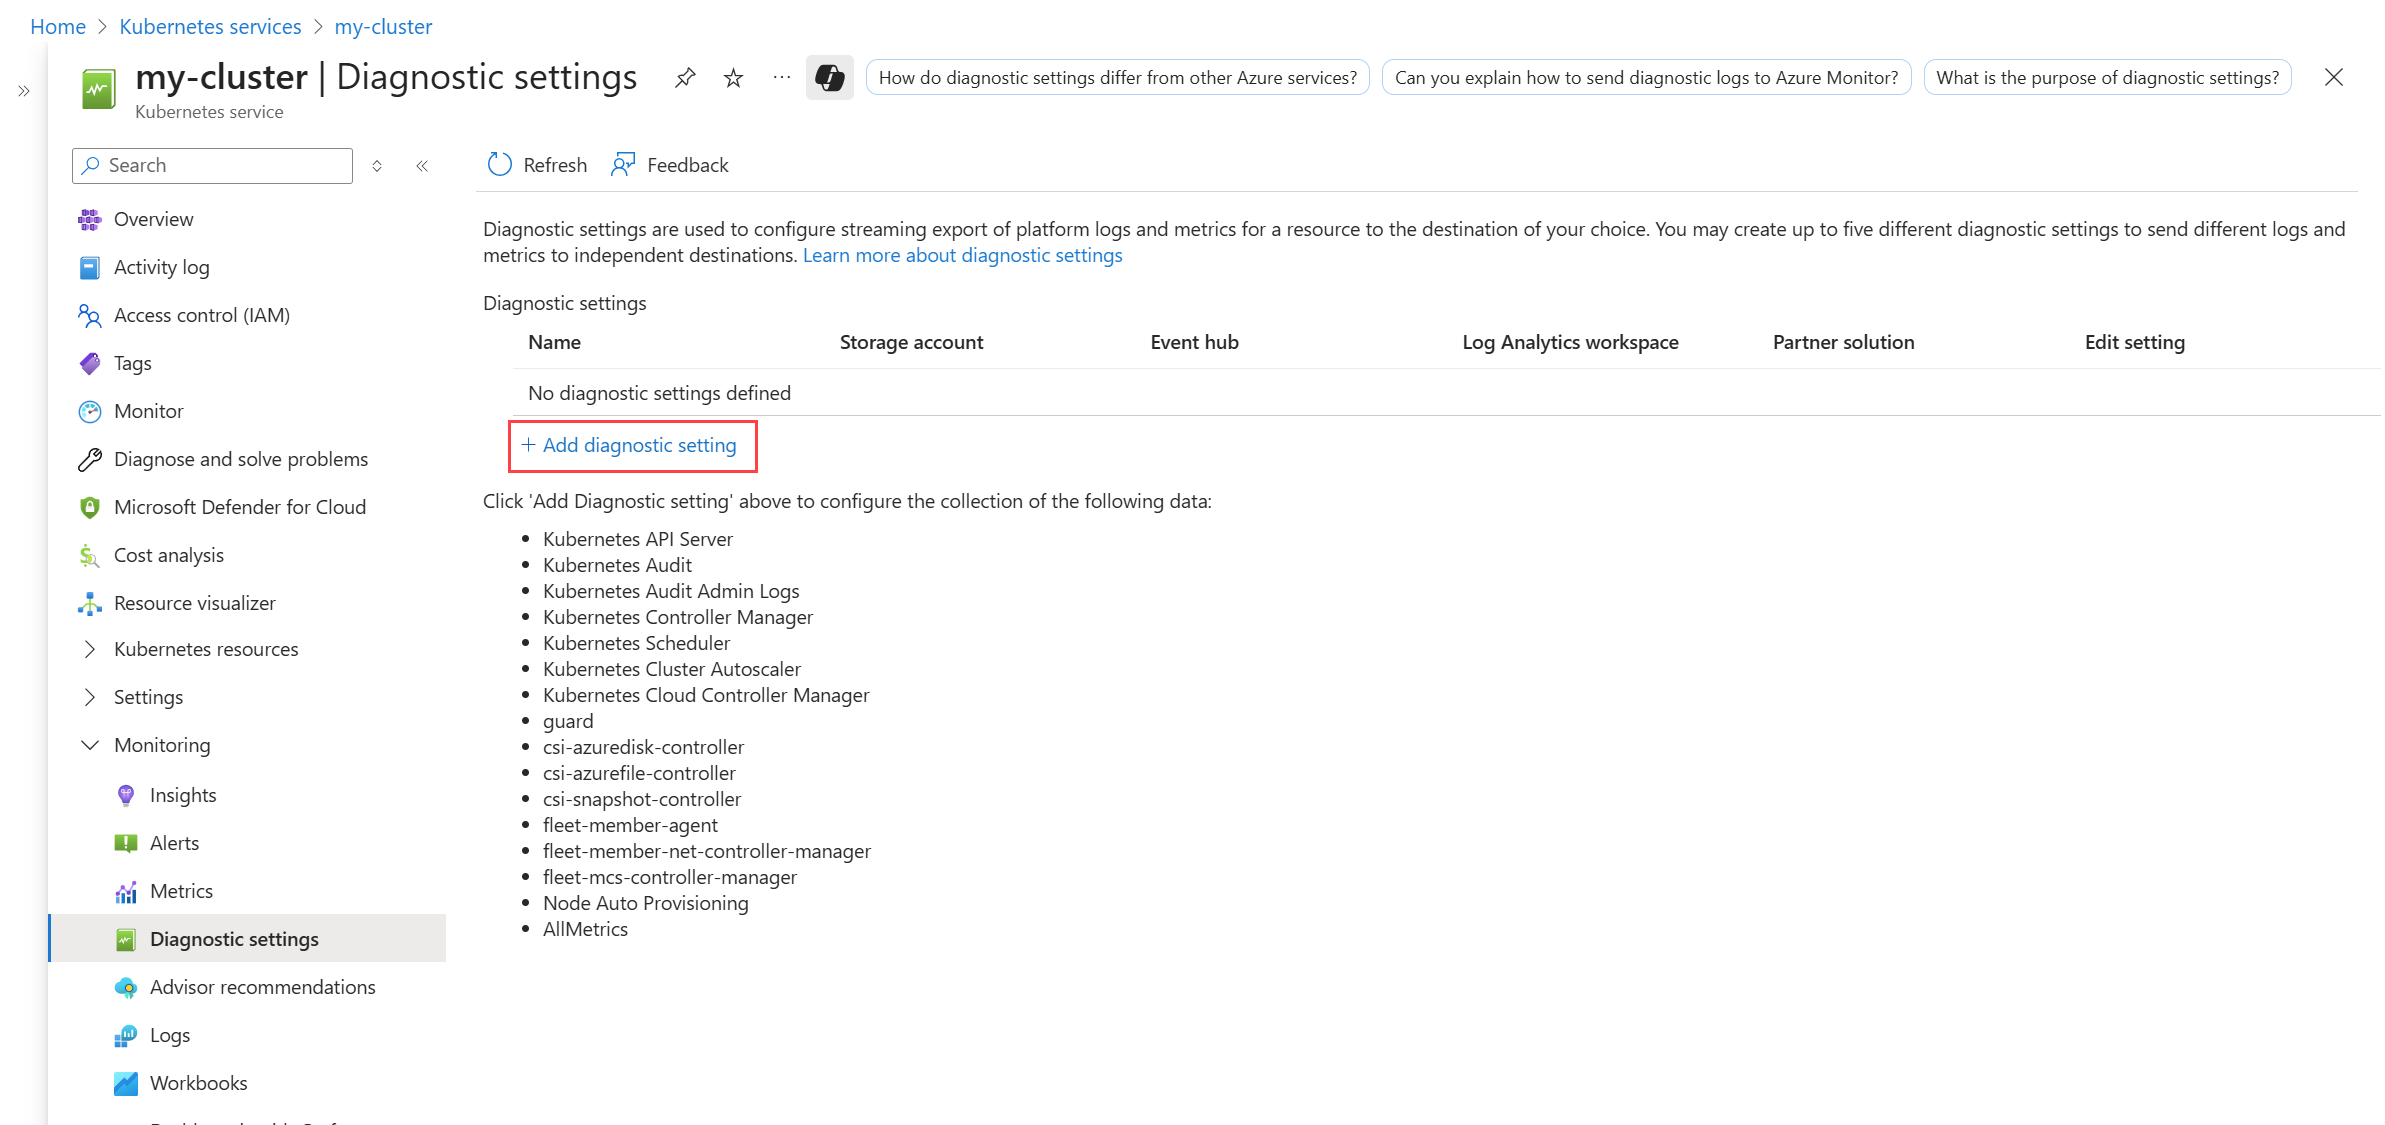 Home > Kubernetes services > my-cluster
my-cluster | Diagnostic settings
Kubernetes service
How do diagnostic settings differ from other Azure services?
Can you explain how to send diagnostic logs to Azure Monitor?
What is the purpose of diagnostic settings?
Search
Overview
Activity log
Access control (IAM)
Tags
Monitor
Diagnose and solve problems
Microsoft Defender for Cloud
Cost analysis
Resource visualizer
Kubernetes resources
Settings
Monitoring
Insights
Alerts
Metrics
Diagnostic settings
Advisor recommendations
Logs
Workbooks
Refresh
Feedback
Diagnostic settings are used to configure streaming export of platform logs and metrics for a resource to the destination of your choice. You may create up to five different diagnostic settings to send different logs and
metrics to independent destinations. Learn more about diagnostic settings
Diagnostic settings
Name Storage account Event hub Log Analytics workspace Partner solution Edit setting
No diagnostic settings defined
+ Add diagnostic setting
Click 'Add Diagnostic setting' above to configure the collection of the following data:
• Kubernetes API Server
• Kubernetes Audit
• Kubernetes Audit Admin Logs
• Kubernetes Controller Manager
• Kubernetes Scheduler
• Kubernetes Cluster Autoscaler
• Kubernetes Cloud Controller Manager
• guard
• csi-azuredisk-controller
• csi-azurefile-controller
• csi-snapshot-controller
• fleet-member-agent
• fleet-member-net-controller-manager
• fleet-mcs-controller-manager
• Node Auto Provisioning
• AllMetrics